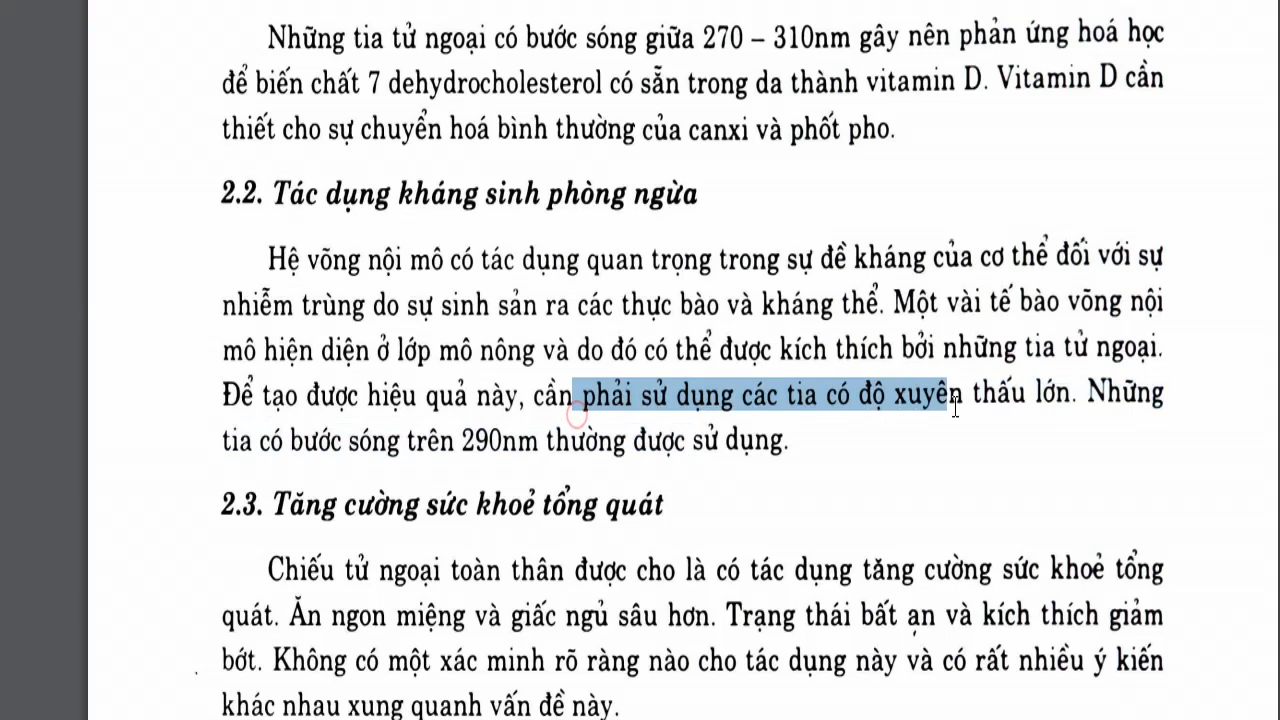 Những tia tử ngoại có bước sóng giữa 270 – 310nm gây nên phản ứng hoá học
để biến chất 7 dehydrocholesterol có sẵn trong da thành vitamin D. Vitamin D cần
thiết cho sự chuyển hoá bình thường của canxi và phốt pho.
2.2. Tác dụng kháng sinh phòng ngừa
Hệ võng nội mô có tác dụng quan trọng trong sự đề kháng của cơ thể đối với sự
nhiễm trùng do sự sinh sản ra các thực bào và kháng thể. Một vài tế bào võng nội
mô hiện diện ở lớp mô nông và do đó có thể được kích thích bởi những tia tử ngoại.
Để tạo được hiệu quả này, cần phải sử dụng các tia có độ xuyên thấu lớn. Những
tia có bước sóng trên 290nm thường được sử dụng.
2.3. Tăng cường sức khoẻ tổng quát
Chiếu tử ngoại toàn thân được cho là có tác dụng tăng cường sức khoẻ tổng
quát. Ăn ngon miệng và giấc ngủ sâu hơn. Trạng thái bất ạn và kích thích giảm
bớt. Không có một xác minh rõ ràng nào cho tác dụng này và có rất nhiều ý kiến
khác nhau xung quanh vấn đề này.